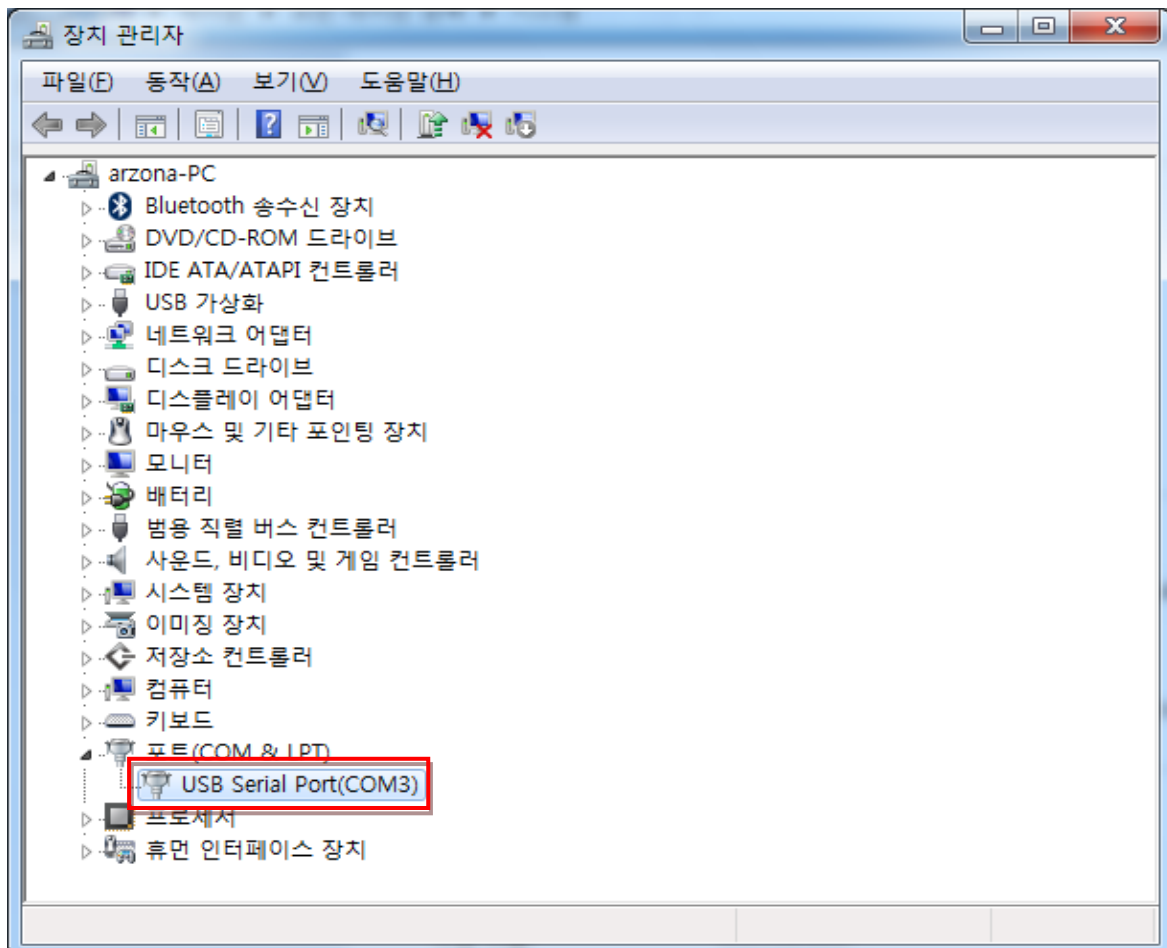 장치 관리자
파일(F) 동작(A) 보기(V) 도움말(H)
arzona-PC
Bluetooth 송수신 장치
DVD/CD-ROM 드라이브
IDE ATA/ATAPI 컨트롤러
USB 가상화
네트워크 어댑터
디스크 드라이브
디스플레이 어댑터
마우스 및 기타 포인팅 장치
모니터
배터리
범용 직렬 버스 컨트롤러
사운드, 비디오 및 게임 컨트롤러
시스템 장치
이미징 장치
저장소 컨트롤러
컴퓨터
키보드
포트(COM & LPT)
USB Serial Port(COM3)
프로세서
휴먼 인터페이스 장치